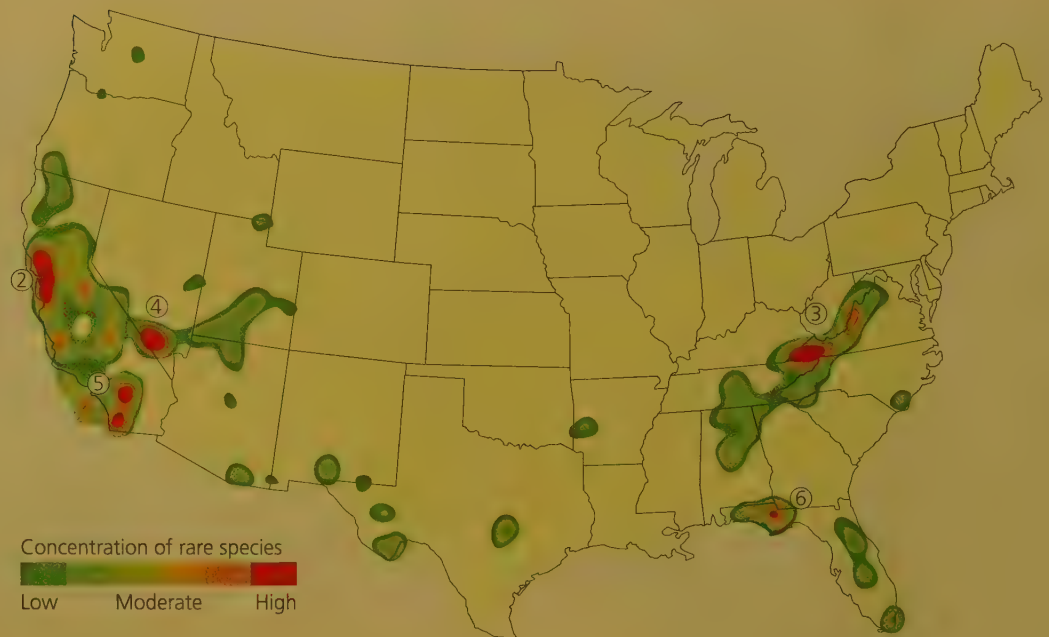 ②
④
③
⑤
⑥
Concentration of rare species
Low Moderate High